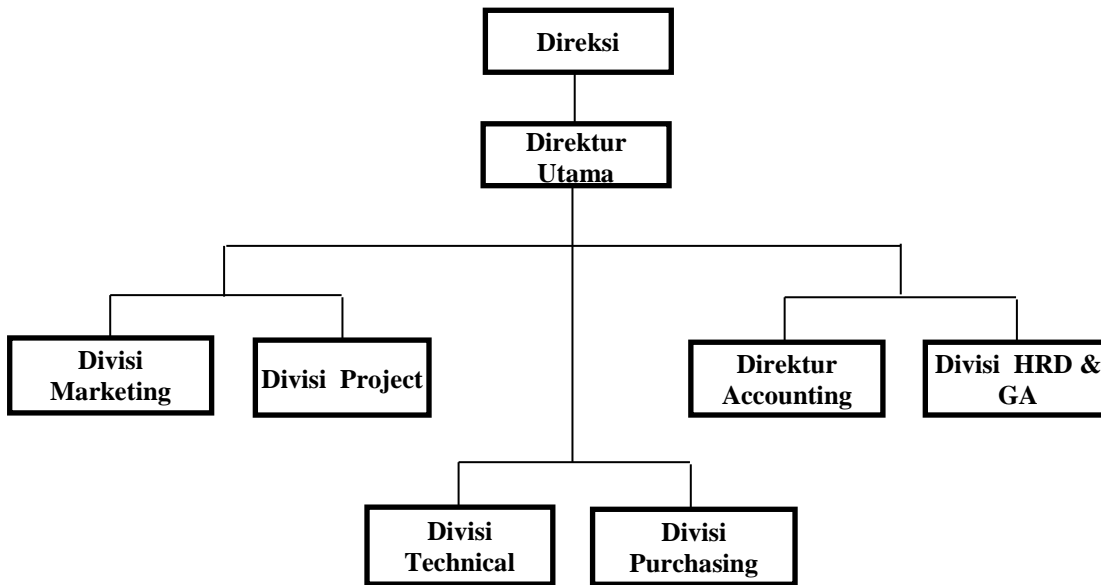 Direksi
Direktur
Utama
Divisi
Marketing
Divisi Project
Direktur
Accounting
Divisi HRD &
GA
Divisi
Technical
Divisi
Purchasing